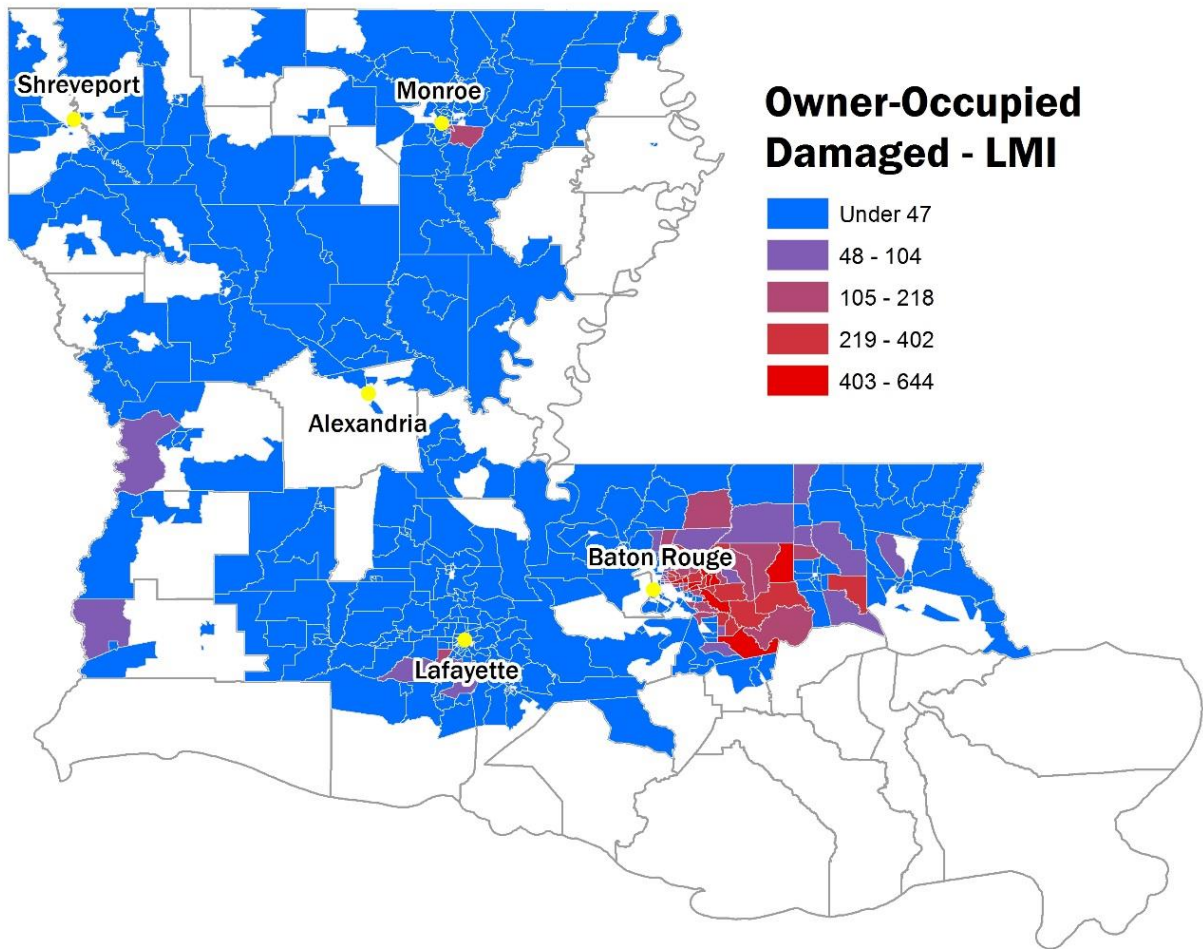 Shreveport
Monroe
Owner-Occupied
Damaged - LMI
Under 47
48 - 104
105 - 218
219 - 402
403 - 644
Alexandria
Baton Rouge
Lafayette